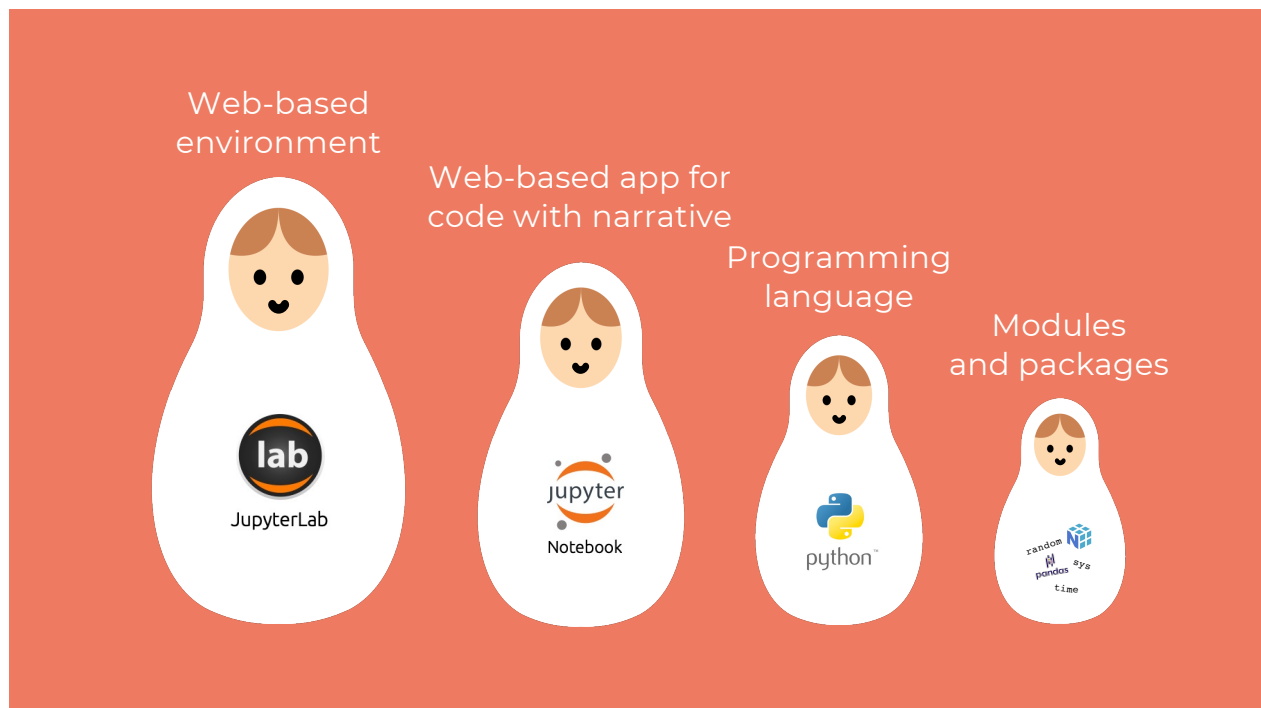 Web-based
environment
Web-based app for
code with narrative
Programming
language
Modules
and packages
lab
JupyterLab
jupyter
Notebook
python™
random
sys
pandas
time